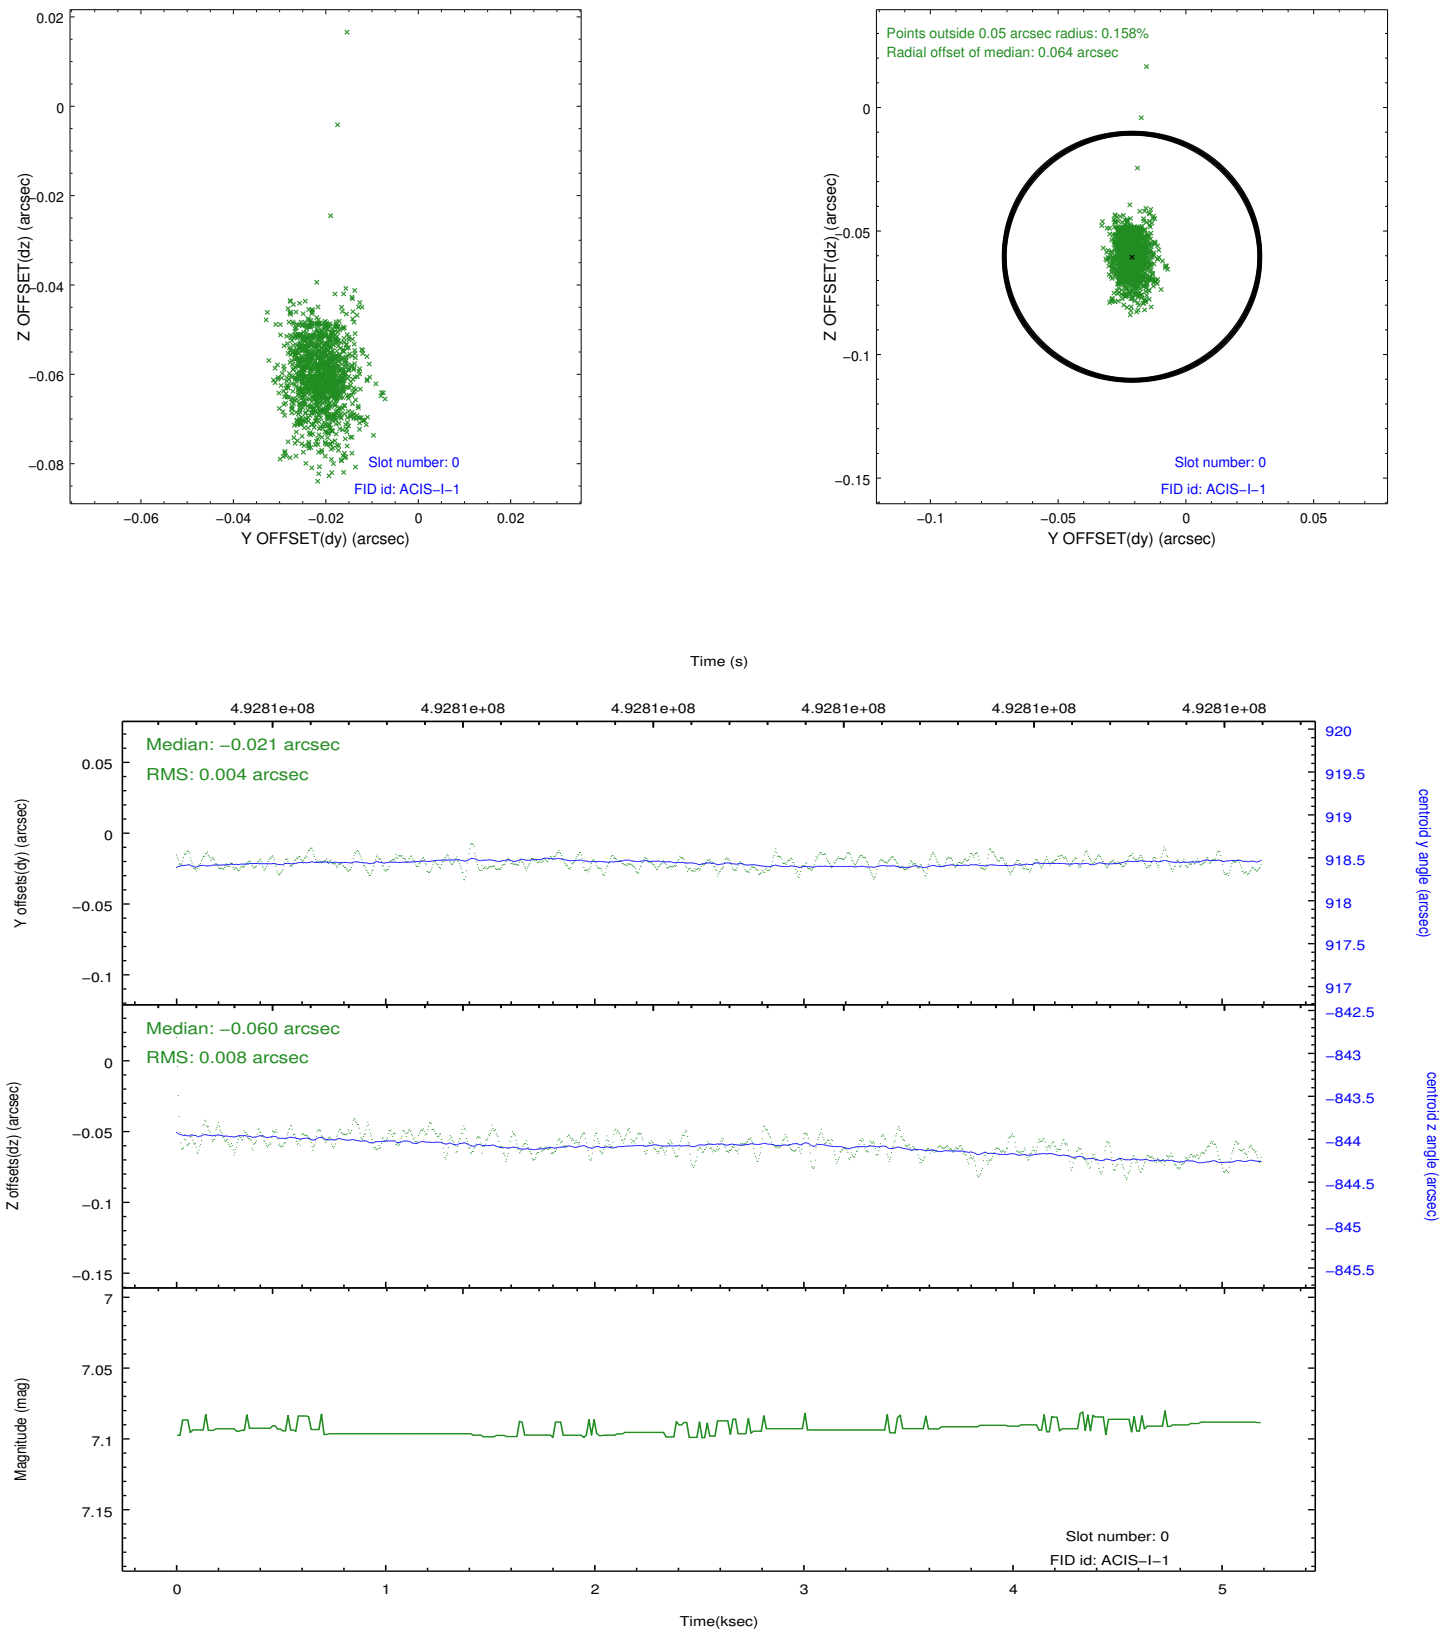 0.02
0
−0.02
−0.04
−0.06
−0.08
Z OFFSET(dz) (arcsec)
Slot number: 0
FID id: ACIS−I−1
−0.06
−0.04
−0.02
0
0.02
Y OFFSET(dy) (arcsec)
Points outside 0.05 arcsec radius: 0.158%
Radial offset of median: 0.064 arcsec
0
−0.05
−0.1
−0.15
Z OFFSET(dz) (arcsec)
Slot number: 0
FID id: ACIS−I−1
−0.1
−0.05
0
0.05
Y OFFSET(dy) (arcsec)
Time (s)
4.9281e+08
4.9281e+08
4.9281e+08
4.9281e+08
4.9281e+08
4.9281e+08
Median: −0.021 arcsec
RMS: 0.004 arcsec
0.05
0
−0.05
−0.1
Y offsets(dy) (arcsec)
920
919.5
919
918.5
918
917.5
917
centroid y angle (arcsec)
Median: −0.060 arcsec
RMS: 0.008 arcsec
0
−0.05
−0.1
−0.15
Z offsets(dz) (arcsec)
−842.5
−843
−843.5
−844
−844.5
−845
−845.5
centroid z angle (arcsec)
7
7.05
7.1
7.15
Magnitude (mag)
Slot number: 0
FID id: ACIS−I−1
0
1
2
3
4
5
Time(ksec)